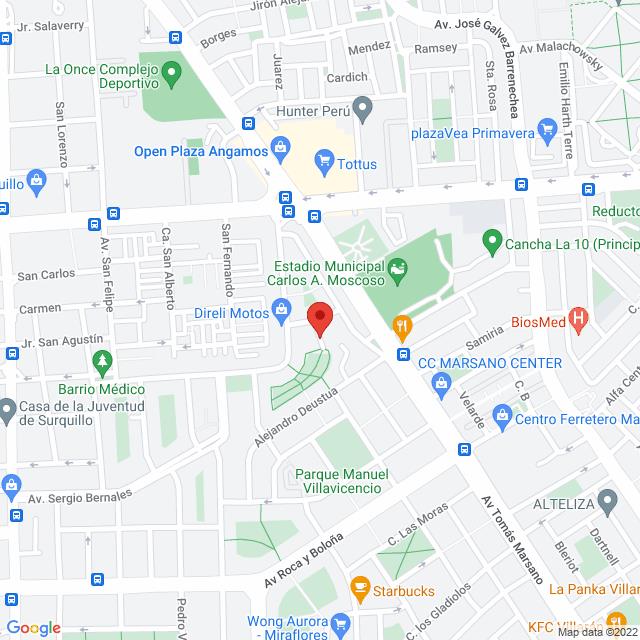 Jr. Salaverry
Jirón Alejandro
Borges
Av. José Galvez Barrenechea
Ramsey
Mendez
Av Malachowsky
La Once Complejo
Deportivo
Juarez
Cardich
Sta. Rosa
Emilio Harth Terre
San Lorenzo
Hunter Perú
plazaVea Primavera
Open Plaza Angamos
Tottus
quillo
Reducto
Av. San Felipe
Ca. San Alberto
San Fernando
Cancha La 10 (Princip
San Carlos
Estadio Municipal
Carlos A. Moscoso
Carmen
Direli Motos
BiosMed
H
Samiria
Jr. San Agustín
CC MARSANO CENTER
Barrio Médico
C. B
Velarde
Alfa Cent
Casa de la Juventud
de Surquillo
Centro Ferretero Ma
Alejandro Deustua
Parque Manuel
Villavicencio
Av. Sergio Bernales
Av Tomás Marsano
ALTELIZA
C. Las Moras
Av Roca y Boloña
Bleriot
Dartnell
Starbucks
La Panka Villar
Pedro V
C. los Gladiolos
Wong Aurora
- Miraflores
KFC Villarán
Google
Map data ©2022